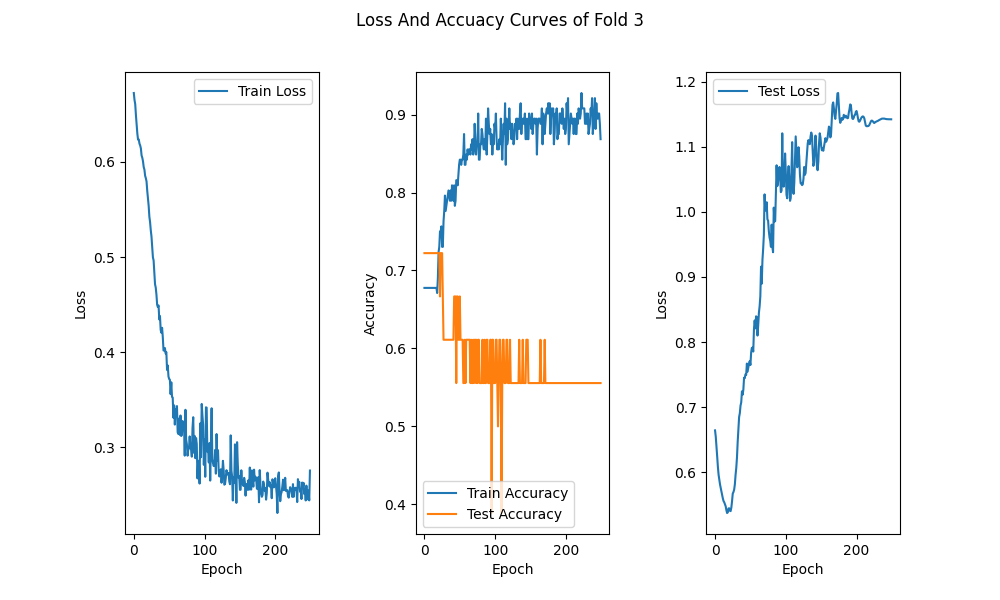 Loss And Accuacy Curves of Fold 3
Train Loss
Loss
0.6
0.5
0.4
0.3
0
100
200
Epoch
Accuracy
0.9
0.8
0.7
0.6
0.5
0.4
Train Accuracy
Test Accuracy
0
100
200
Epoch
Test Loss
Loss
1.2
1.1
1.0
0.9
0.8
0.7
0.6
0
100
200
Epoch